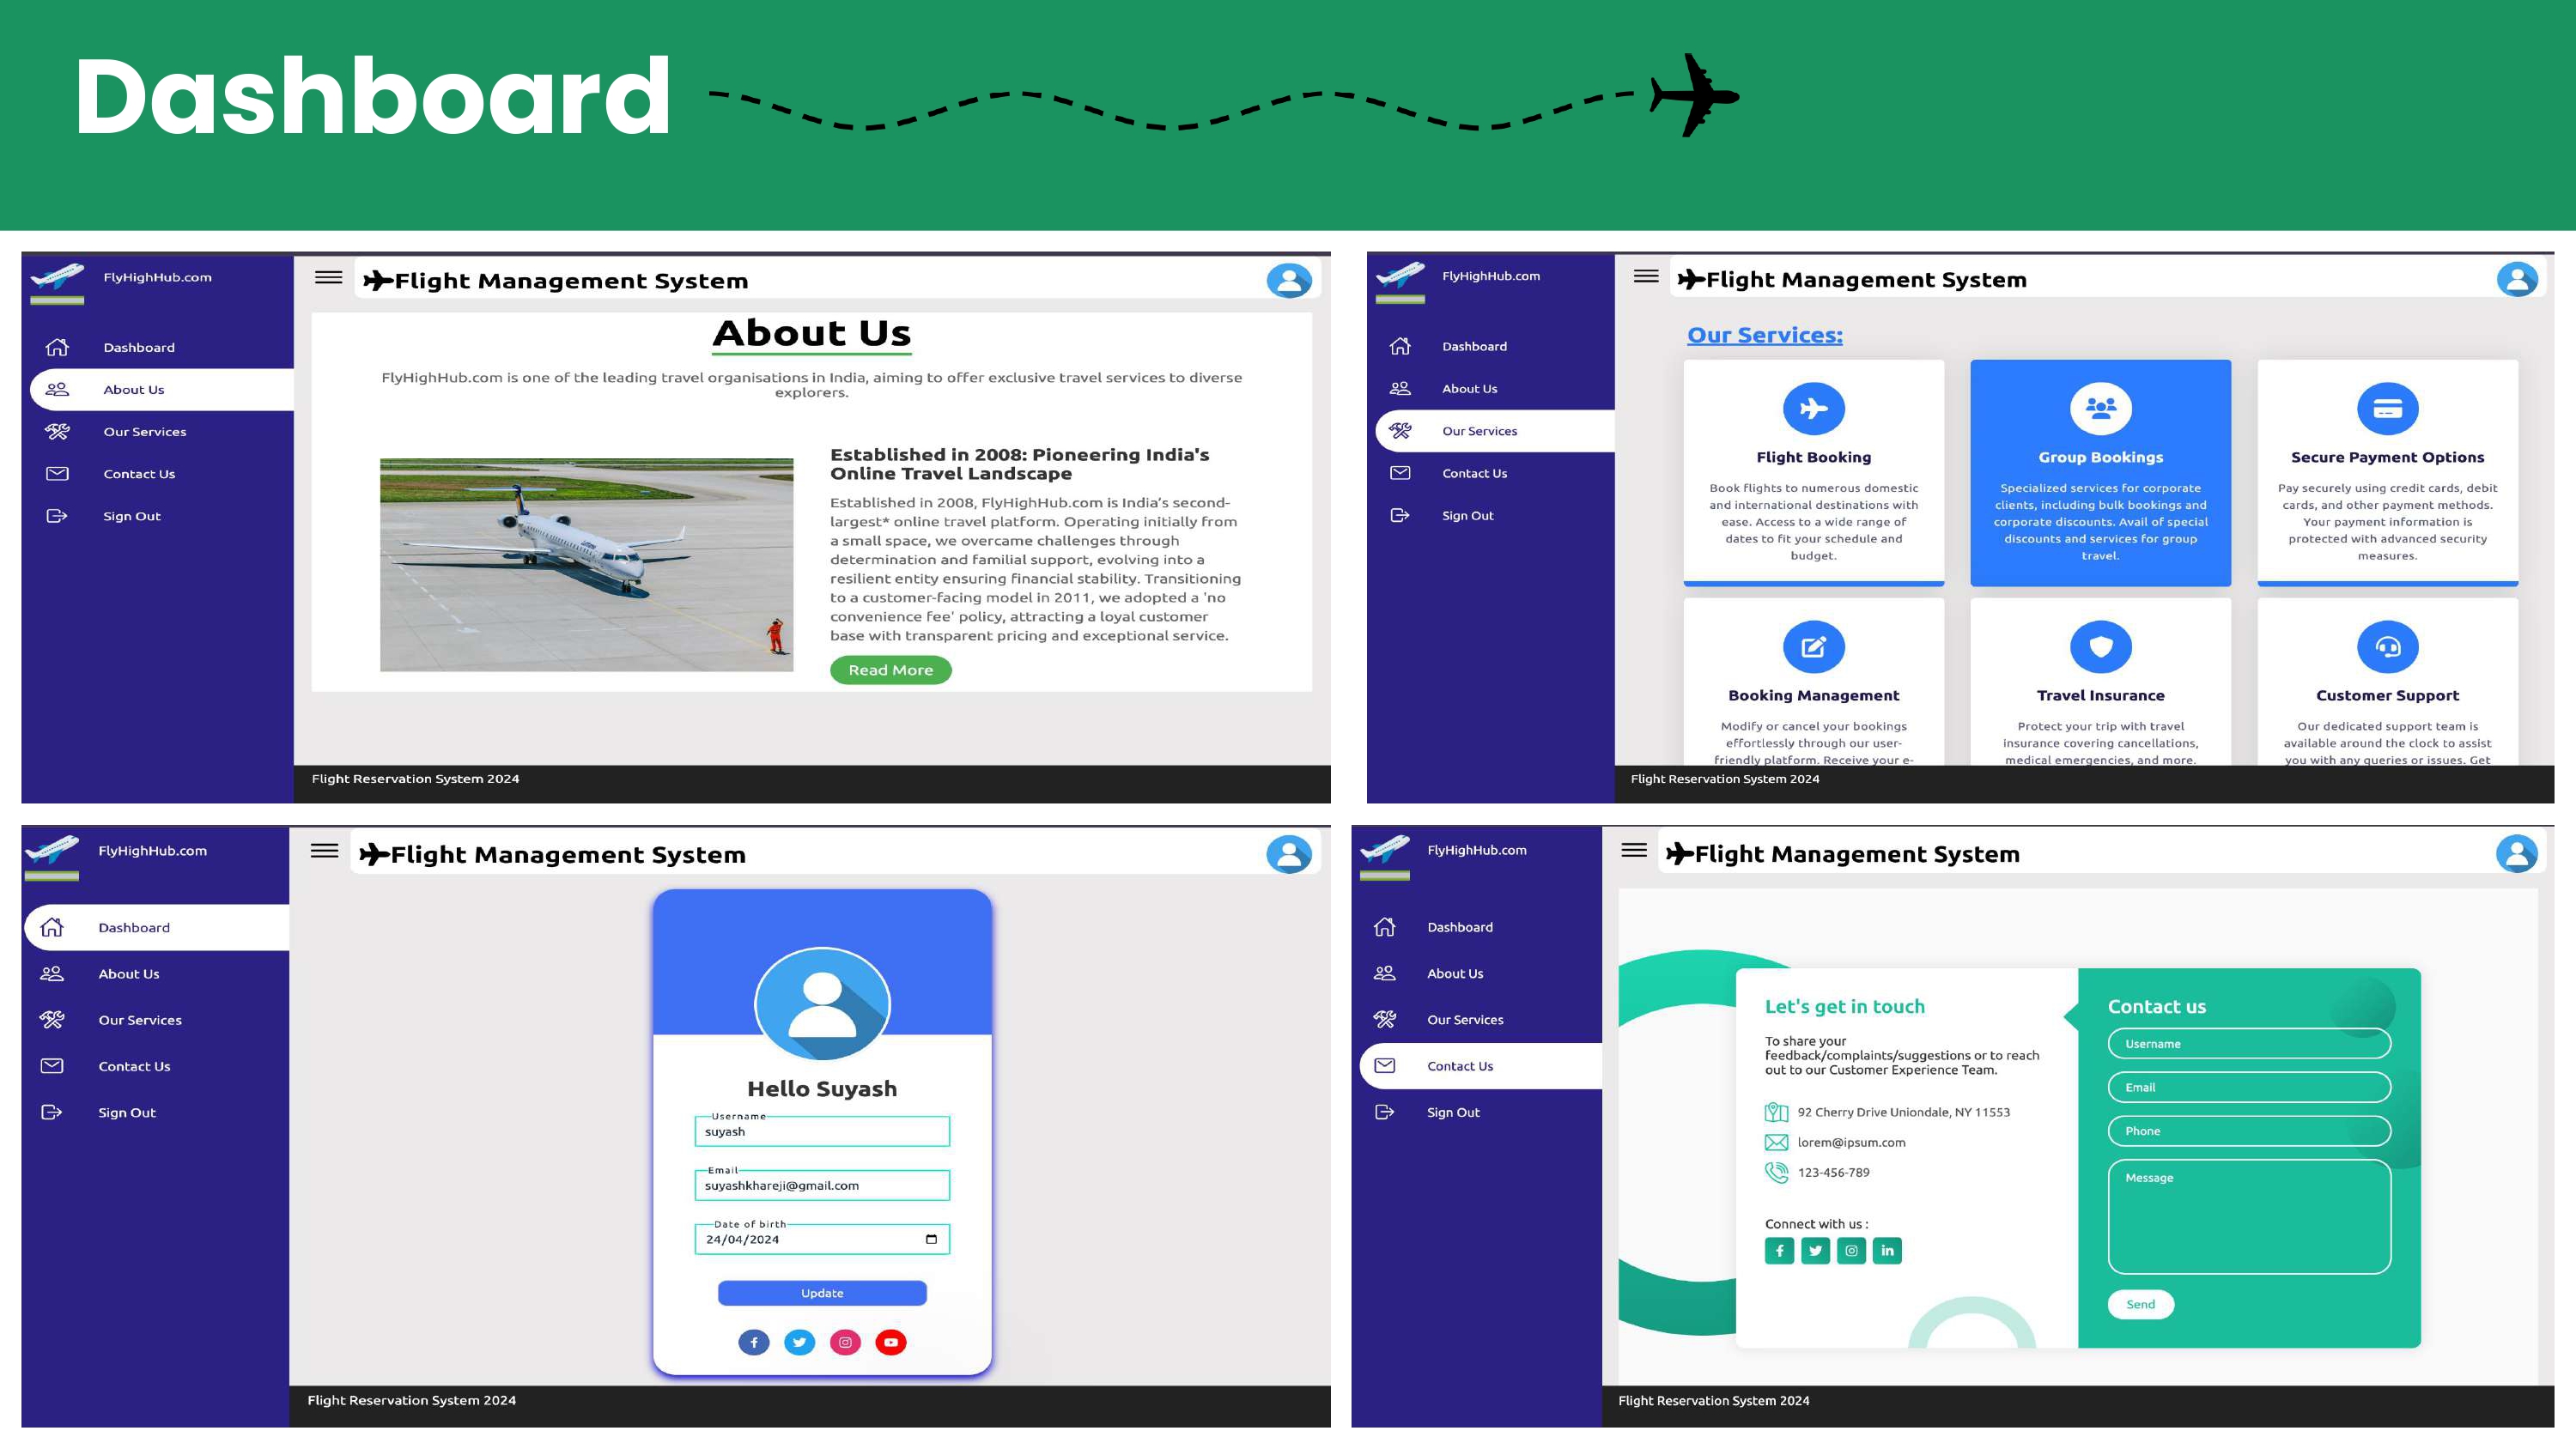 Dashboard
FlyHighHub.com
Dashboard
About Us
Our Services
Contact Us
Sign Out
Flight Management System
About Us
FlyHighHub.com is one of the leading travel organisations in India, aiming to offer exclusive travel services to diverse
explorers.
Established in 2008: Pioneering India's
Online Travel Landscape
Established in 2008, FlyHighHub.com is India’s second-
largest* online travel platform. Operating initially from
a small space, we overcame challenges through
determination and familial support, evolving into a
resilient entity ensuring financial stability. Transitioning
to a customer-facing model in 2011, we adopted a 'no
convenience fee' policy, attracting a loyal customer
base with transparent pricing and exceptional service.
Read More
Flight Reservation System 2024
FlyHighHub.com
Dashboard
About Us
Our Services
Contact Us
Sign Out
Flight Management System
Our Services:
Flight Booking
Book flights to numerous domestic
and international destinations with
ease. Access to a wide range of
dates to fit your schedule and
budget.
Group Bookings
Specialized services for corporate
clients, including bulk bookings and
corporate discounts. Avail of special
discounts and services for group
travel.
Secure Payment Options
Pay securely using credit cards, debit
cards, and other payment methods.
Your payment information is
protected with advanced security
measures.
Booking Management
Modify or cancel your bookings
effortlessly through our user-
friendly platform. Receive your e-
Travel Insurance
Protect your trip with travel
insurance covering cancellations,
medical emergencies, and more.
Customer Support
Our dedicated support team is
available around the clock to assist
you with any queries or issues. Get
Flight Reservation System 2024
FlyHighHub.com
Dashboard
About Us
Our Services
Contact Us
Sign Out
Flight Management System
Hello Suyash
Username
suyash
Email
suyashkhareji@gmail.com
Date of birth
24/04/2024
Update
Flight Reservation System 2024
FlyHighHub.com
Dashboard
About Us
Our Services
Contact Us
Sign Out
Flight Management System
Let's get in touch
To share your
feedback/complaints/suggestions or to reach
out to our Customer Experience Team.
92 Cherry Drive Uniondale, NY 11553
lorem@ipsum.com
123-456-789
Connect with us :
Contact us
Username
Email
Phone
Message
Send
Flight Reservation System 2024